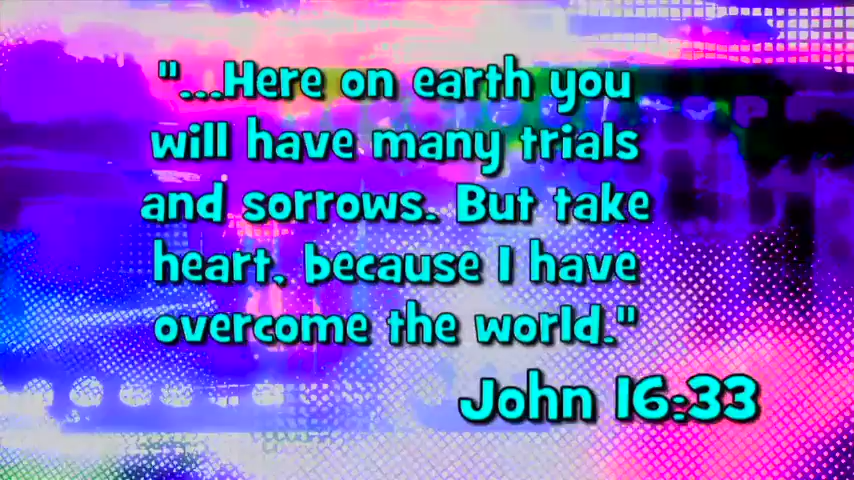 "...Here on earth you
will have many trials
and sorrows. But take
heart, because I have
overcome the world."
John 16:33